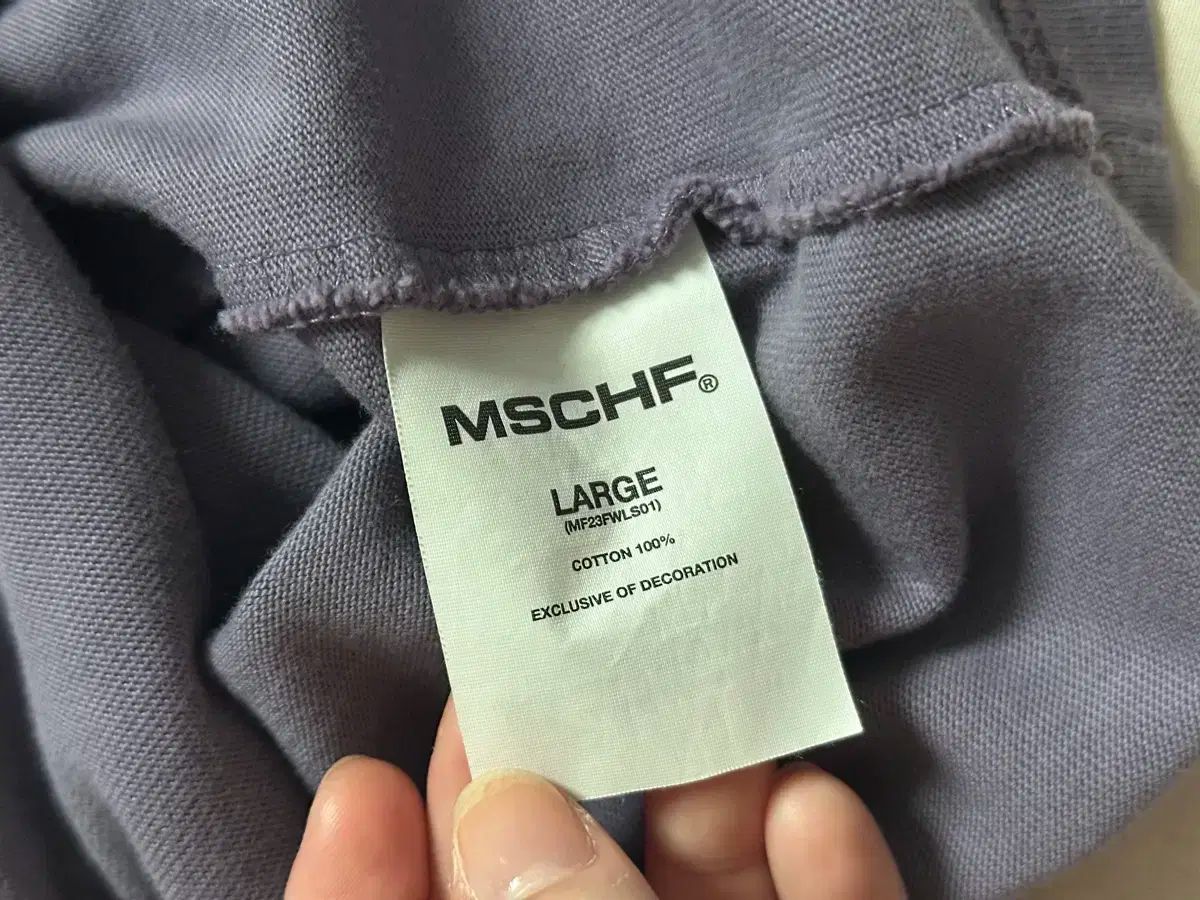 MSCHF®
LARGE
(MF23FWLS01)
COTTON 100%
EXCLUSIVE OF DECORATION